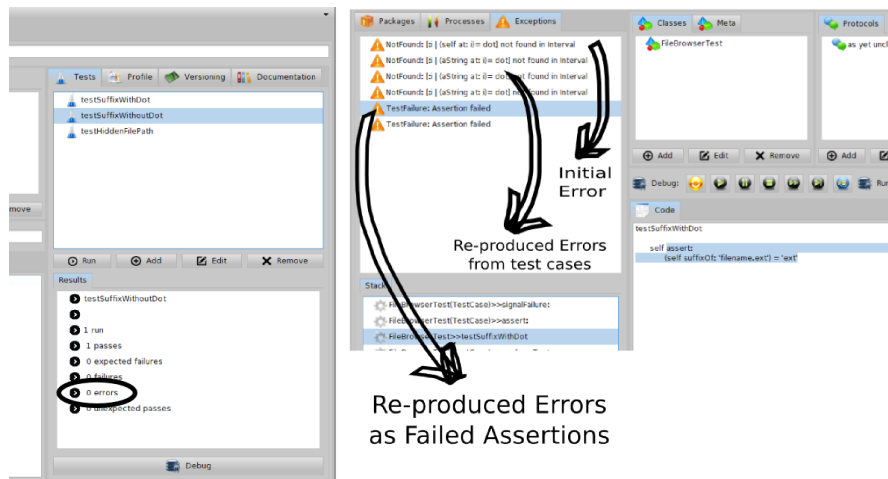 Tests Profile Versioning Documentation
testSuffixWithDot
testSuffixWithoutDot
testHiddenFilePath
move
Run Add Edit Remove
Results
testSuffixWithoutDot
1 run
1 passes
0 expected failures
0 failures
0 errors
0 unexpected passes
Debug
Packages Processes Exceptions
NotFound: [:i | (self at: i)= dot] not found in Interval
NotFound: [:i | (aString at: i)= dot] not found in Interval
NotFound: [:i | (aString at: i)= dot] not found in Interval
NotFound: [:i | (aString at: i)= dot] not found in Interval
TestFailure: Assertion failed
TestFailure: Assertion failed
Initial
Error
Re-produced Errors
from test cases
Stack
FileBrowserTest(TestCase)>>signalFailure:
FileBrowserTest(TestCase)>>assert:
FileBrowserTest>>testSuffixWithDot
Re-produced Errors
as Failed Assertions
Classes Meta Protocols
FileBrowserTest
as yet uncl
Add Edit Remove Add
Debug: Run
Code
testSuffixWithDot
self assert:
(self suffixOf: 'filename.ext') = 'ext'